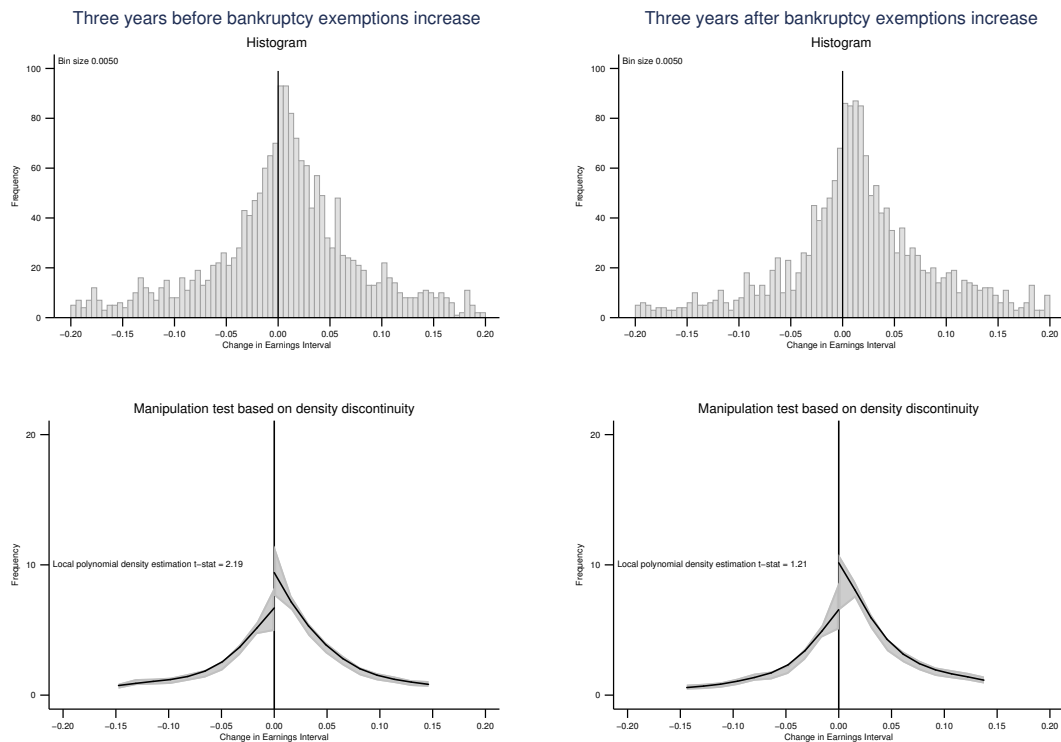 Three years before bankruptcy exemptions increase
Histogram
Bin size 0.0050
100
80
60
40
20
0
Frequency
−0.20 −0.15 −0.10 −0.05 0.00 0.05 0.10 0.15 0.20
Change in Earnings Interval
Three years after bankruptcy exemptions increase
Histogram
Bin size 0.0050
100
80
60
40
20
0
Frequency
−0.20 −0.15 −0.10 −0.05 0.00 0.05 0.10 0.15 0.20
Change in Earnings Interval
Manipulation test based on density discontinuity
20
10
0
Frequency
Local polynomial density estimation t−stat = 2.19
−0.20 −0.15 −0.10 −0.05 0.00 0.05 0.10 0.15 0.20
Change in Earnings Interval
Manipulation test based on density discontinuity
20
10
0
Frequency
Local polynomial density estimation t−stat = 1.21
−0.20 −0.15 −0.10 −0.05 0.00 0.05 0.10 0.15 0.20
Change in Earnings Interval